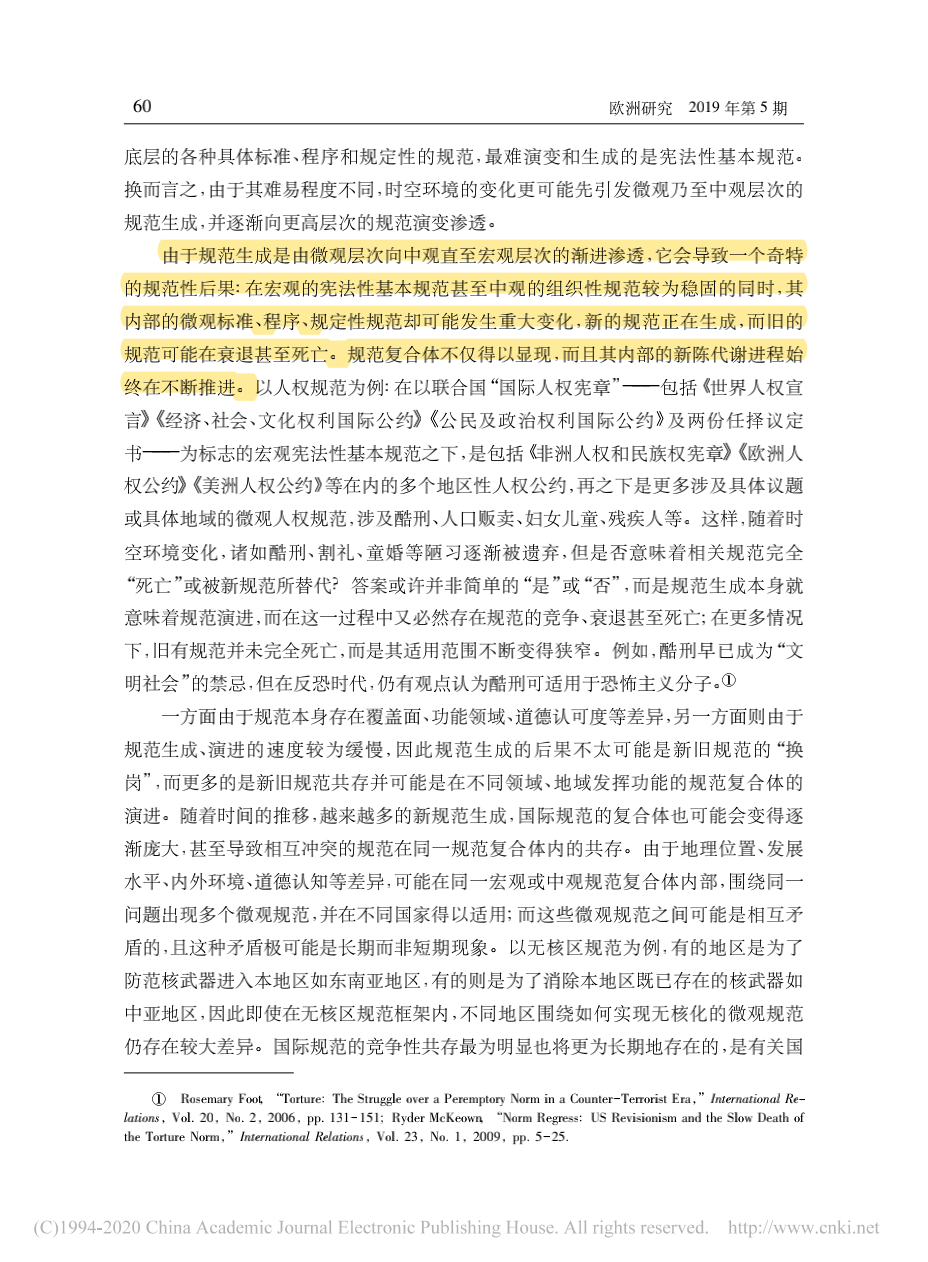 60
欧洲研究 2019 年第 5 期
底层的各种具体标准、程序和规定性的规范，最难演变和生成的是宪法性基本规范。
换而言之，由于其难易程度不同，时空环境的变化更可能先引发微观乃至中观层次的
规范生成，并逐渐向更高层次的规范演变渗透。
由于规范生成是由微观层次向中观直至宏观层次的渐进渗透，它会导致一个奇特
的规范性后果：在宏观的宪法性基本规范甚至中观的组织性规范较为稳固的同时，其
内部的微观标准、程序、规定性规范却可能发生重大变化，新的规范正在生成，而旧的
规范可能在衰退甚至死亡。规范复合体不仅得以显现，而且其内部的新陈代谢进程始
终在不断推进。以人权规范为例：在以联合国“国际人权宪章”——包括《世界人权宣
言》《经济、社会、文化权利国际公约》《公民及政治权利国际公约》及两份任择议定
书——为标志的宏观宪法性基本规范之下，是包括《非洲人权和民族权宪章》《欧洲人
权公约》《美洲人权公约》等在内的多个地区性人权公约，再之下是更多涉及具体议题
或具体地域的微观人权规范，涉及酷刑、人口贩卖、妇女儿童、残疾人等。这样，随着时
空环境变化，诸如酷刑、割礼、童婚等陋习逐渐被遗弃，但是否意味着相关规范完全
“死亡”或被新规范所替代？答案或许并非简单的“是”或“否”，而是规范生成本身就
意味着规范演进，而在这一过程中又必然存在规范的竞争、衰退甚至死亡；在更多情况
下，旧有规范并未完全死亡，而是其适用范围不断变得狭窄。例如，酷刑早已成为“文
明社会”的禁忌，但在反恐时代，仍有观点认为酷刑可适用于恐怖主义分子。①
一方面由于规范本身存在覆盖面、功能领域、道德认可度等差异，另一方面则由于
规范生成、演进的速度较为缓慢，因此规范生成的后果不太可能是新旧规范的“换
岗”，而更多的是新旧规范共存并可能是在不同领域、地域发挥功能的规范复合体的
演进。随着时间的推移，越来越多的新规范生成，国际规范的复合体也可能会变得逐
渐庞大，甚至导致相互冲突的规范在同一规范复合体内的共存。由于地理位置、发展
水平、内外环境、道德认知等差异，可能在同一宏观或中观规范复合体内部，围绕同一
问题出现多个微观规范，并在不同国家得以适用；而这些微观规范之间可能是相互矛
盾的，且这种矛盾极可能是长期而非短期现象。以无核区规范为例，有的地区是为了
防范核武器进入本地区如东南亚地区，有的则是为了消除本地区既已存在的核武器如
中亚地区，因此即使在无核区规范框架内，不同地区围绕如何实现无核化的微观规范
仍存在较大差异。国际规范的竞争性共存最为明显也将更为长期地存在的，是有关国
① Rosemary Foot, “Torture: The Struggle over a Peremptory Norm in a Counter-Terrorist Era,” International Re-
lations, Vol. 20, No. 2, 2006, pp. 131-151; Ryder McKeown, “Norm Regress: US Revisionism and the Slow Death of
the Torture Norm,” International Relations, Vol. 23, No. 1, 2009, pp. 5-25.
(C)1994-2020 China Academic Journal Electronic Publishing House. All rights reserved. http://www.cnki.net